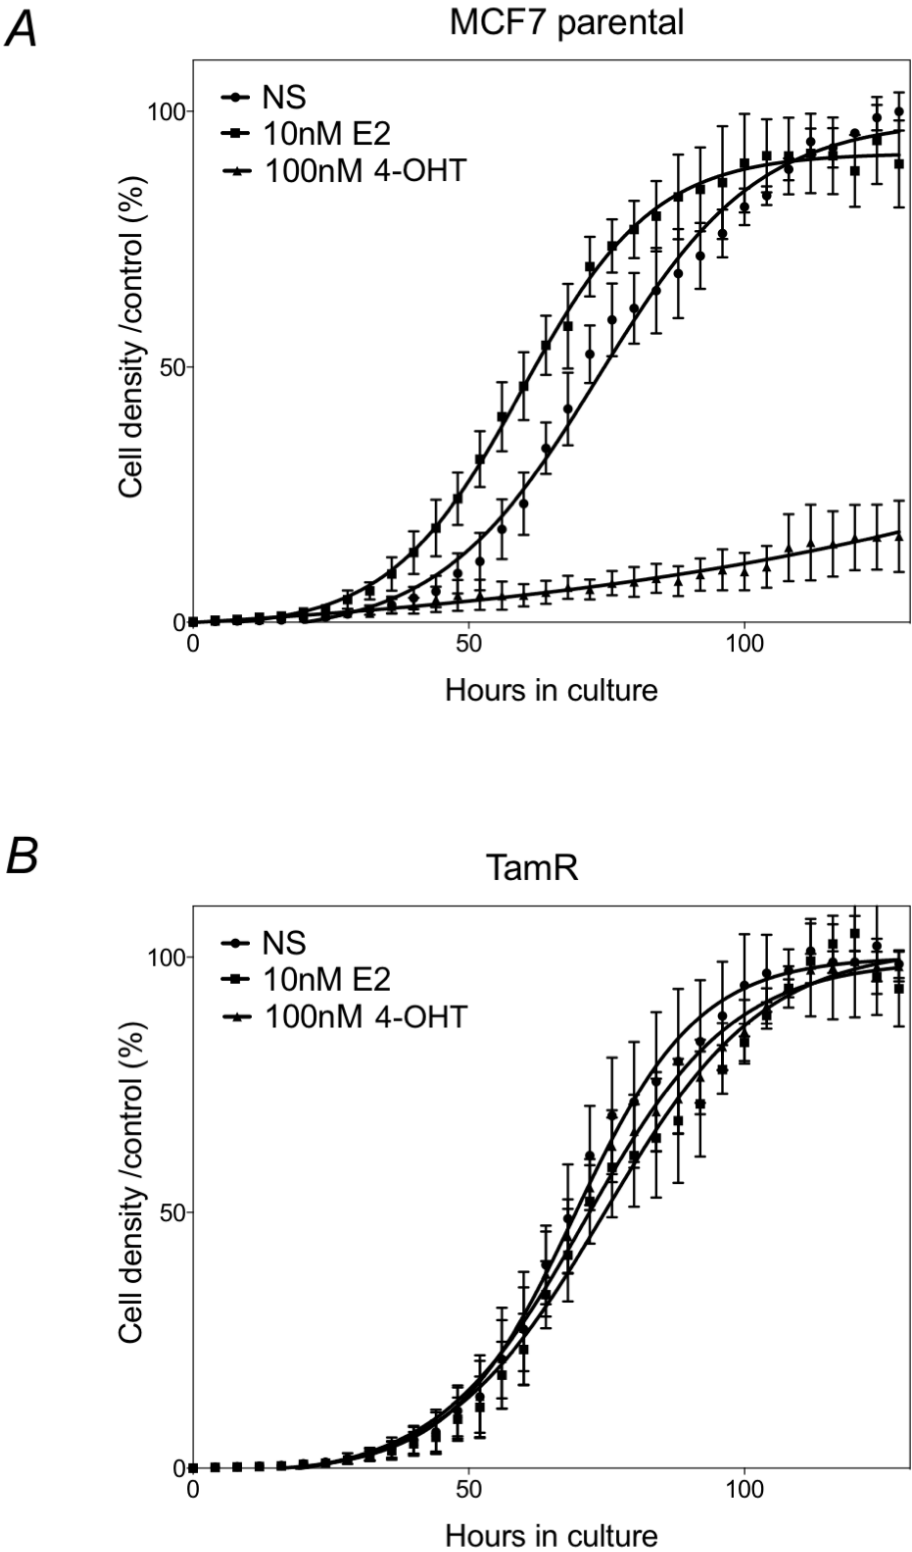 A
MCF7 parental
NS
10nM E2
100nM 4-OHT
100
50
0
Cell density /control (%)
0 50 100
Hours in culture
B
TamR
NS
10nM E2
100nM 4-OHT
100
50
0
Cell density /control (%)
0 50 100
Hours in culture